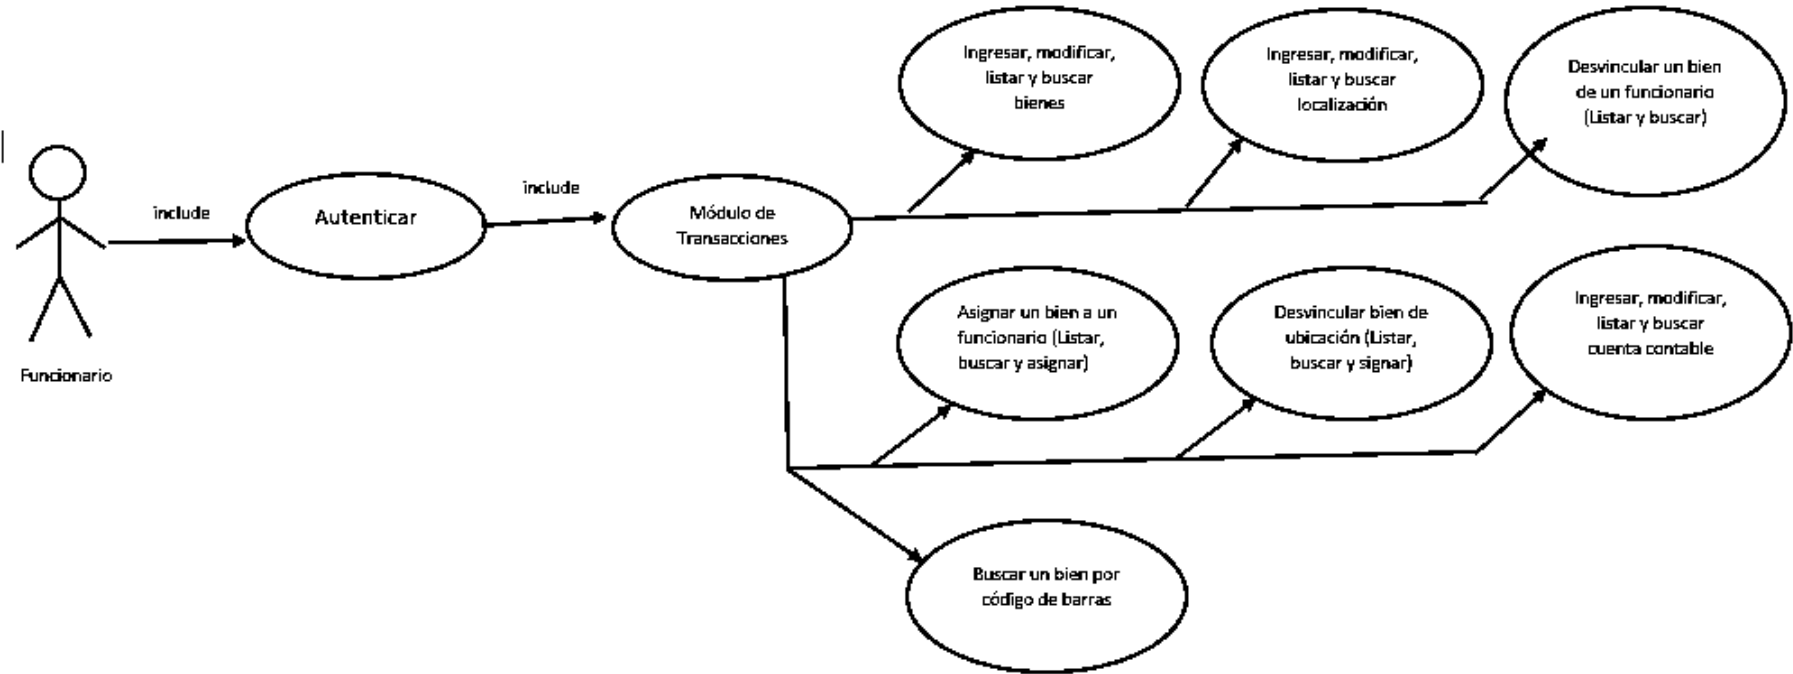 Ingresar, modificar,
listar y buscar
bienes
Ingresar, modificar,
listar y buscar
localización
Desvincular un bien
de un funcionario
(Listar y buscar)
include
include
Autenticar
Módulo de
Transacciones
Funcionario
Asignar un bien a un
funcionario (Listar,
buscar y asignar)
Desvincular bien de
ubicación (Listar,
buscar y signar)
Ingresar, modificar,
listar y buscar
cuenta contable
Buscar un bien por
código de barras